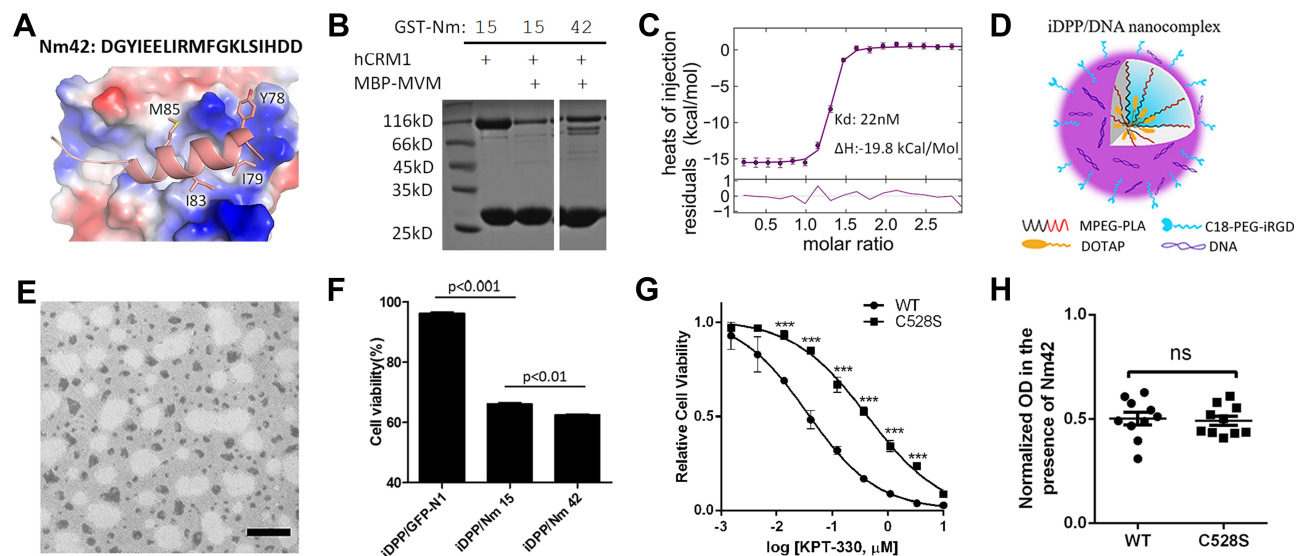 A
Nm42: DGYIEELIRMFGKLSIHDD
M85
Y78
I79
I83
B
GST-Nm: 15 15 42
hCRM1 + + +
MBP-MVM + +
116kD
66kD
45kD
35kD
25kD
C
heats of injection
residuals (kcal/mol)
0
−5
−10
−15
1
0
−1
Kd: 22nM
ΔH:-19.8 kCal/Mol
0.5 1.0 1.5 2.0 2.5
molar ratio
D
iDPP/DNA nanocomplex
MPEG-PLA C18-PEG-iRGD
DOTAP DNA
E
F
Cell viability(%)
100
80
60
40
p<0.001
p<0.01
iDPP/GFP-N1
iDPP/Nm 15
iDPP/Nm 42
G
WT
C528S
Relative Cell Viability
1.0
0.5
0.0
*** *** *** *** *** ***
-3 -2 -1 0 1
log [KPT-330, μM]
H
Normalized OD in the
presence of Nm42
1.0
0.5
0.0
ns
WT C528S